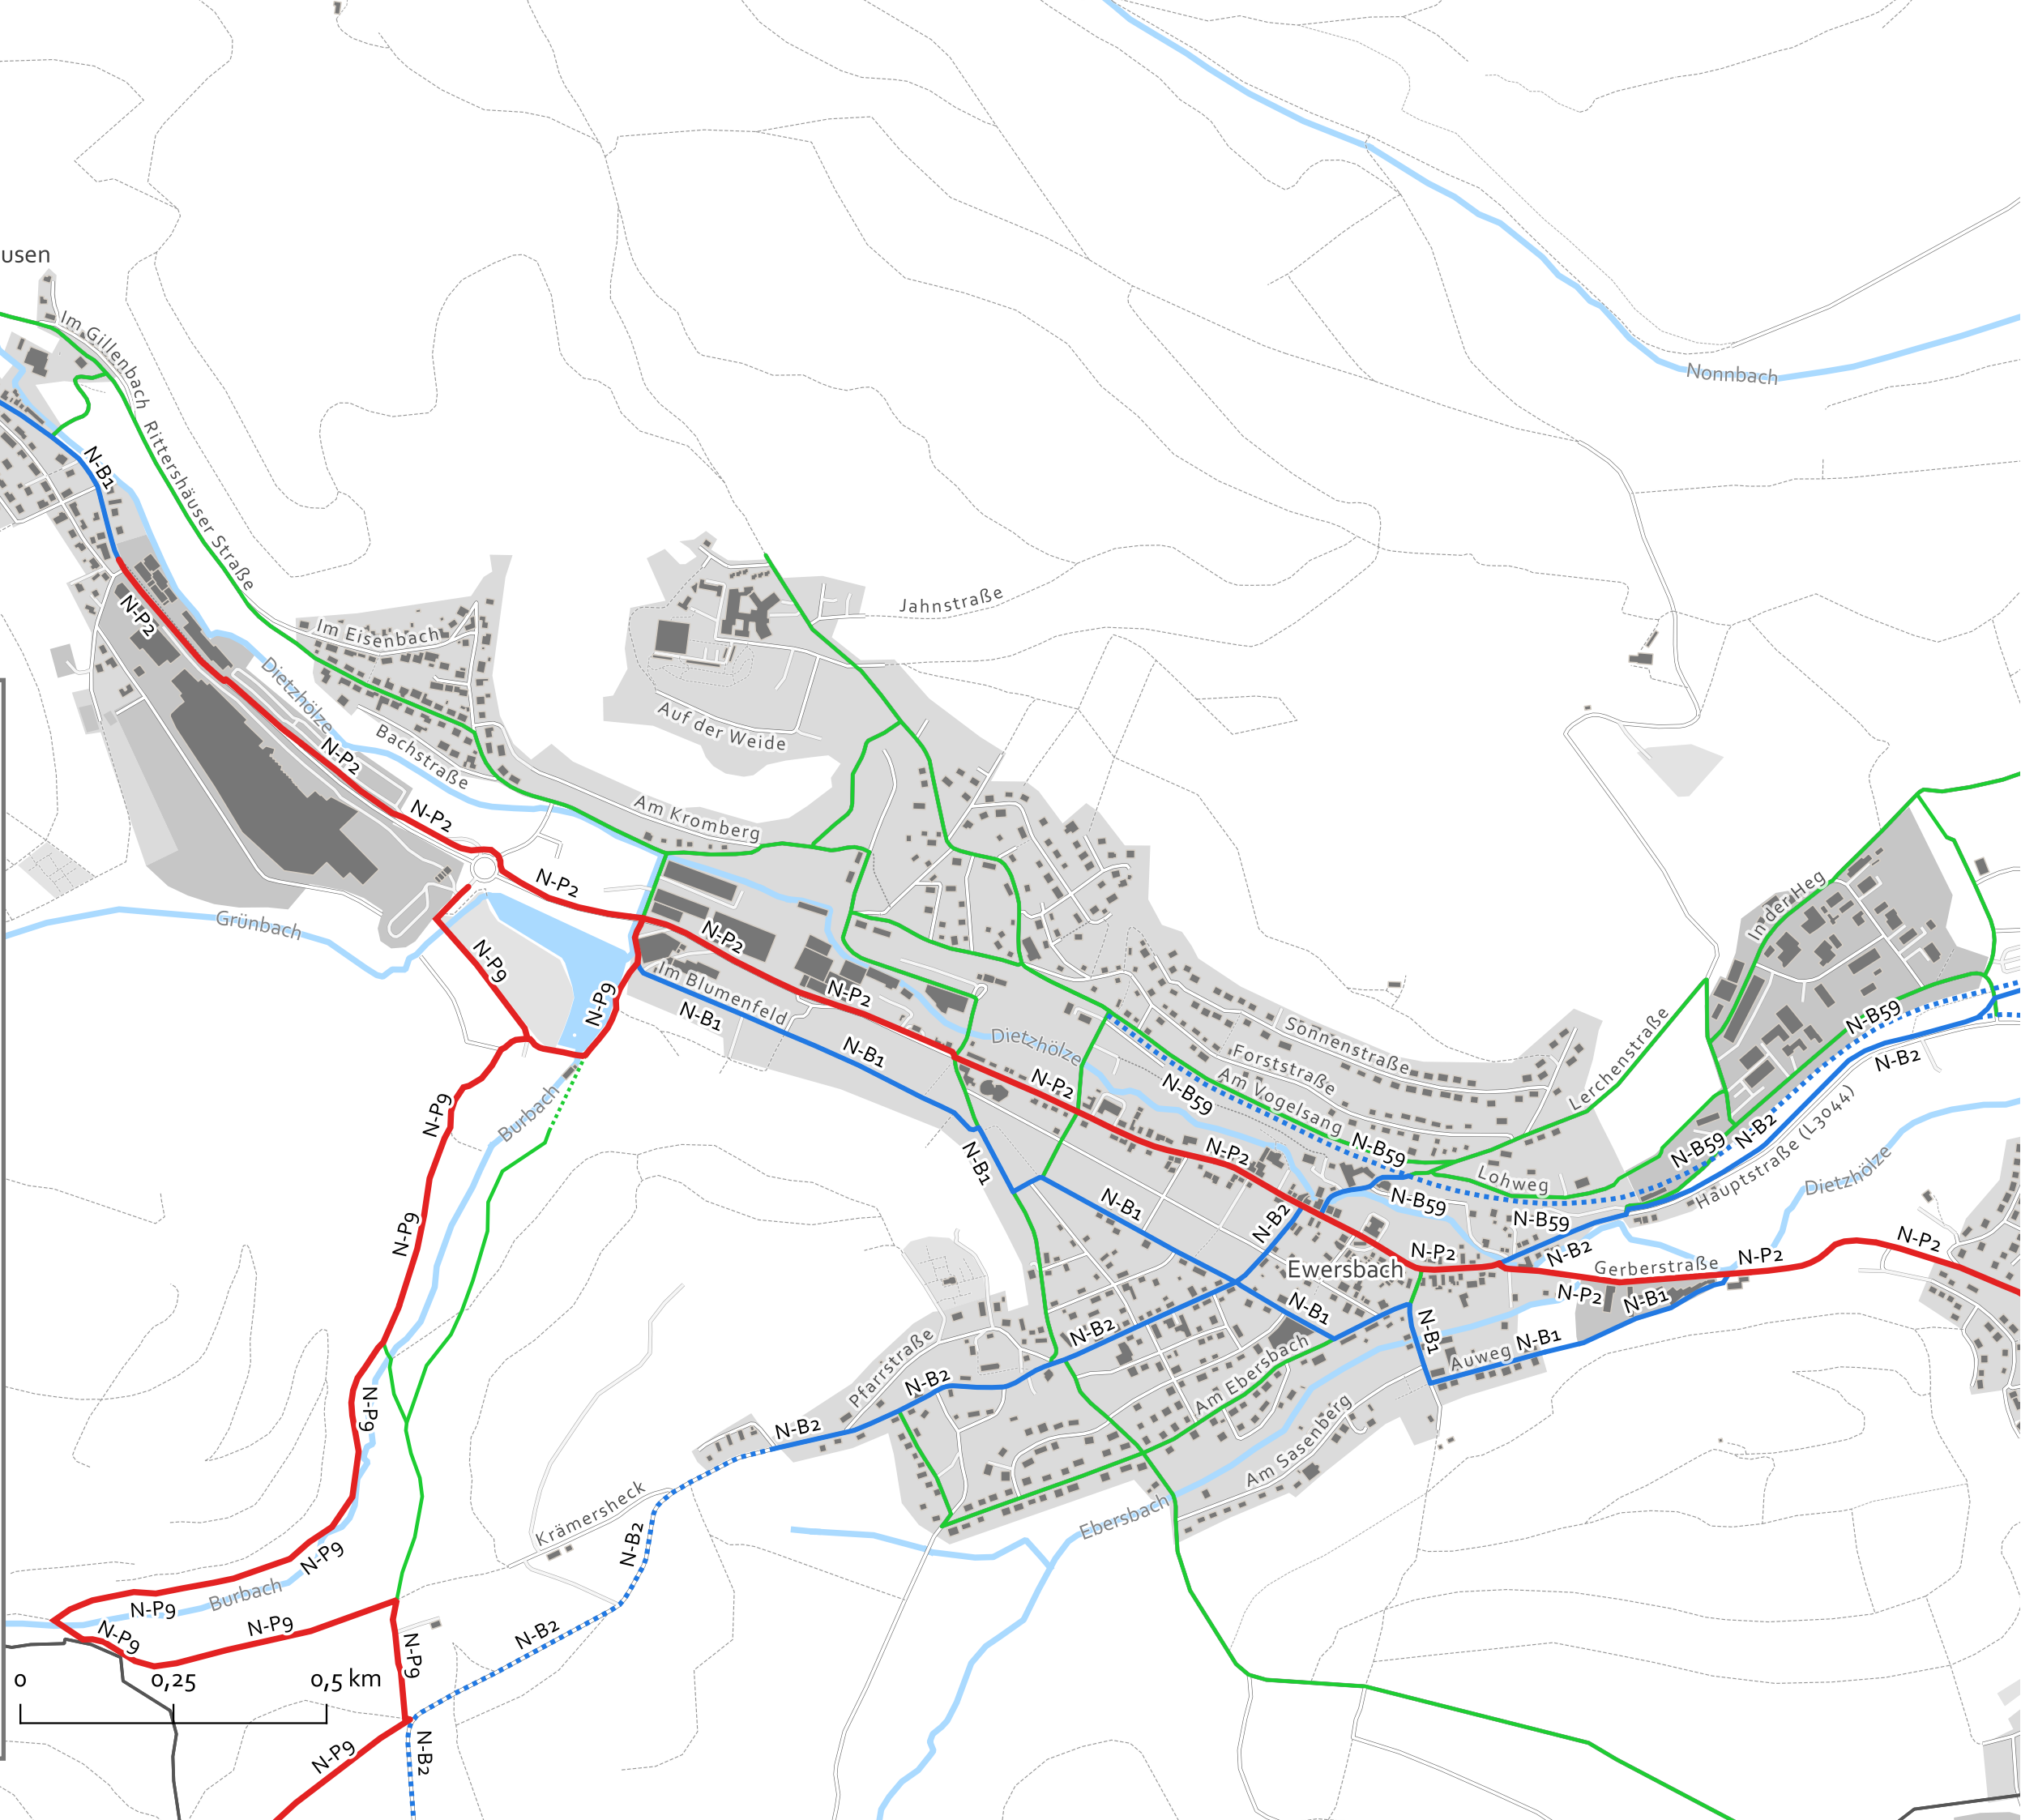 usen
Nonnbach
Im Gillenbach
Rittershäuser Straße
N-B1
N-P2
Im Eisenbach
Jahnstraße
Dietzhölze
Bachstraße
Auf der Weide
N-P2
N-P2
Am Kromberg
N-P2
Grünbach
N-P9
N-P2
In der Heg
Im Blumenfeld
N-P2
N-P9
N-B1
N-B1
Dietzhölze
Sonnenstraße
Forststraße
Am Vogelsang
Lerchenstraße
N-B59
N-B2
N-P2
N-B59
N-P9
Burbach
N-P2
N-B59
Lohweg
N-B59
N-B2
Hauptstraße (L3044)
Dietzhölze
N-B1
N-B1
N-B59
N-B59
N-P9
N-B2
N-P2
N-B2
Ewersbach
Gerberstraße
N-P2
N-P2
N-P2
N-B1
N-B1
N-B2
N-B1
N-B1
Auweg
Pfarrstraße
N-B2
Am Ebersbach
N-P9
N-B2
Am Sasenberg
Krämersheck
Ebersbach
N-B2
N-P9
Burbach
N-P9
N-P9
N-P9
N-B2
N-P9
0
0,25
0,5 km
N-P9
N-B2